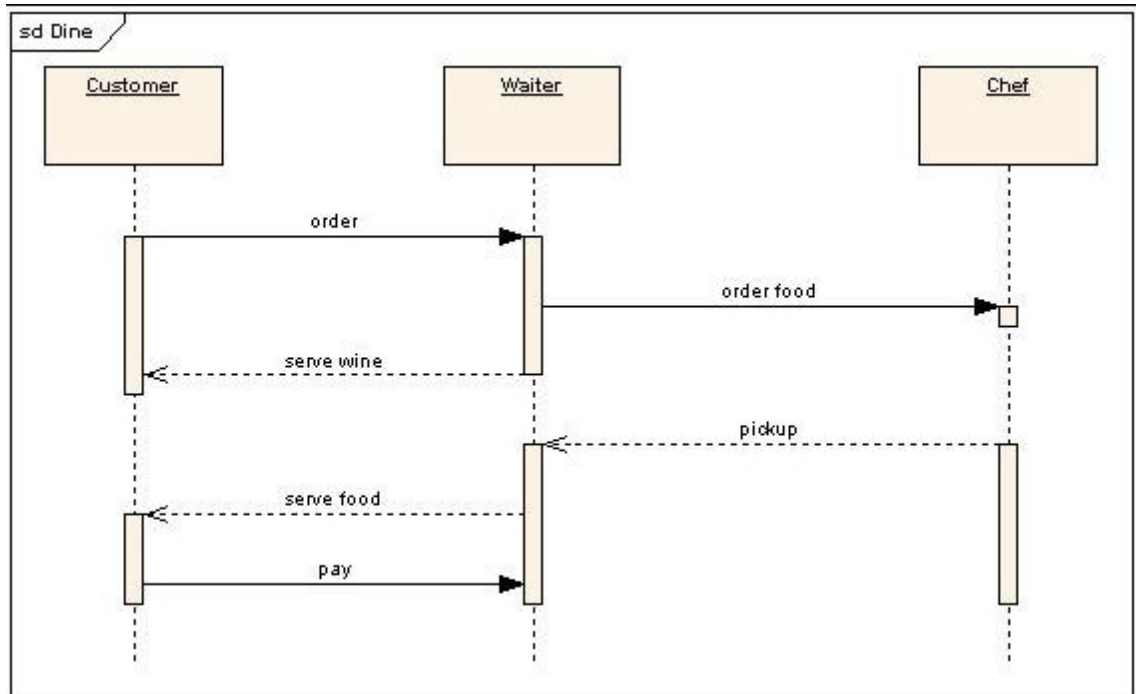 sd Dine
Customer
Waiter
Chef
order
order food
serve wine
pickup
serve food
pay